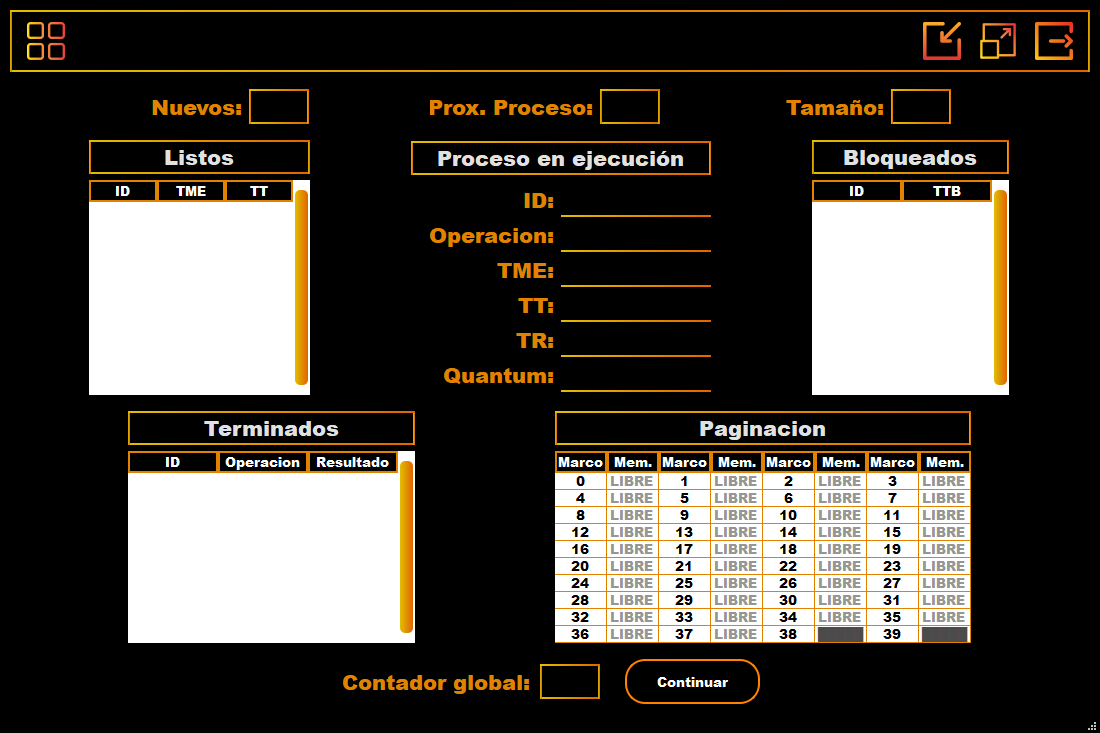 Nuevos: Prox. Proceso: Tamaño:
Listos Proceso en ejecución Bloqueados
ID TME TT ID TTB
ID:
Operacion:
TME:
TT:
TR:
Quantum:
Terminados Paginacion
ID Operacion Resultado Marco Mem. Marco Mem. Marco Mem. Marco Mem.
0 LIBRE 1 LIBRE 2 LIBRE 3 LIBRE
4 LIBRE 5 LIBRE 6 LIBRE 7 LIBRE
8 LIBRE 9 LIBRE 10 LIBRE 11 LIBRE
12 LIBRE 13 LIBRE 14 LIBRE 15 LIBRE
16 LIBRE 17 LIBRE 18 LIBRE 19 LIBRE
20 LIBRE 21 LIBRE 22 LIBRE 23 LIBRE
24 LIBRE 25 LIBRE 26 LIBRE 27 LIBRE
28 LIBRE 29 LIBRE 30 LIBRE 31 LIBRE
32 LIBRE 33 LIBRE 34 LIBRE 35 LIBRE
36 LIBRE 37 LIBRE 38 39
Contador global: Continuar